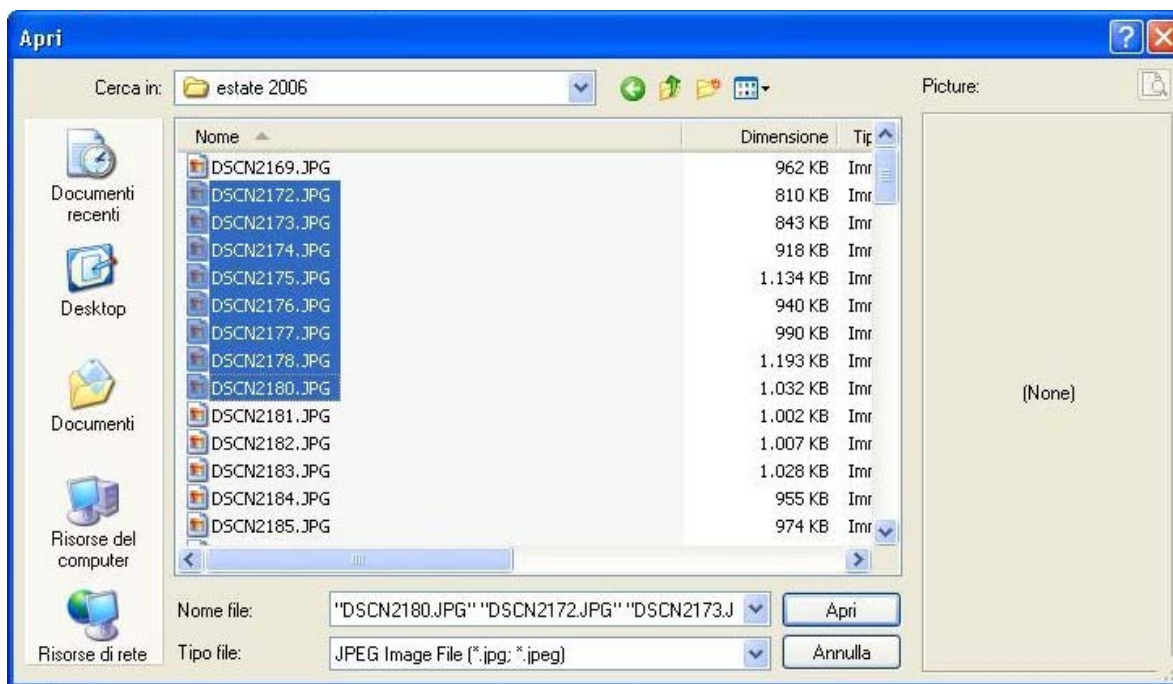 Apri
Cerca in: estate 2006 Picture:
Nome Dimensione Tip
DSCN2169.JPG 962 KB Imr
DSCN2172.JPG 810 KB Imr
DSCN2173.JPG 843 KB Imr
DSCN2174.JPG 918 KB Imr
DSCN2175.JPG 1.134 KB Imr
DSCN2176.JPG 940 KB Imr
DSCN2177.JPG 990 KB Imr
DSCN2178.JPG 1.193 KB Imr
DSCN2180.JPG 1.032 KB Imr
DSCN2181.JPG 1.002 KB Imr
DSCN2182.JPG 1.007 KB Imr
DSCN2183.JPG 1.028 KB Imr
DSCN2184.JPG 955 KB Imr
DSCN2185.JPG 974 KB Imr
Documenti
recenti
Desktop
Documenti
Risorse del
computer
Risorse di rete
(None)
Nome file: "DSCN2180.JPG" "DSCN2172.JPG" "DSCN2173.J Apri
Tipo file: JPEG Image File (*.jpg; *.jpeg) Annulla